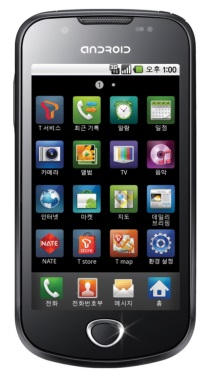 ANDROID
오후 1:00
1
T 서비스 최근 기록 알람 일정
카메라 앨범 TV 음악
인터넷 마켓 지도 데일리
브리핑
NATE
NATE T store T map 환경 설정
전화 전화번호부 메시지 홈